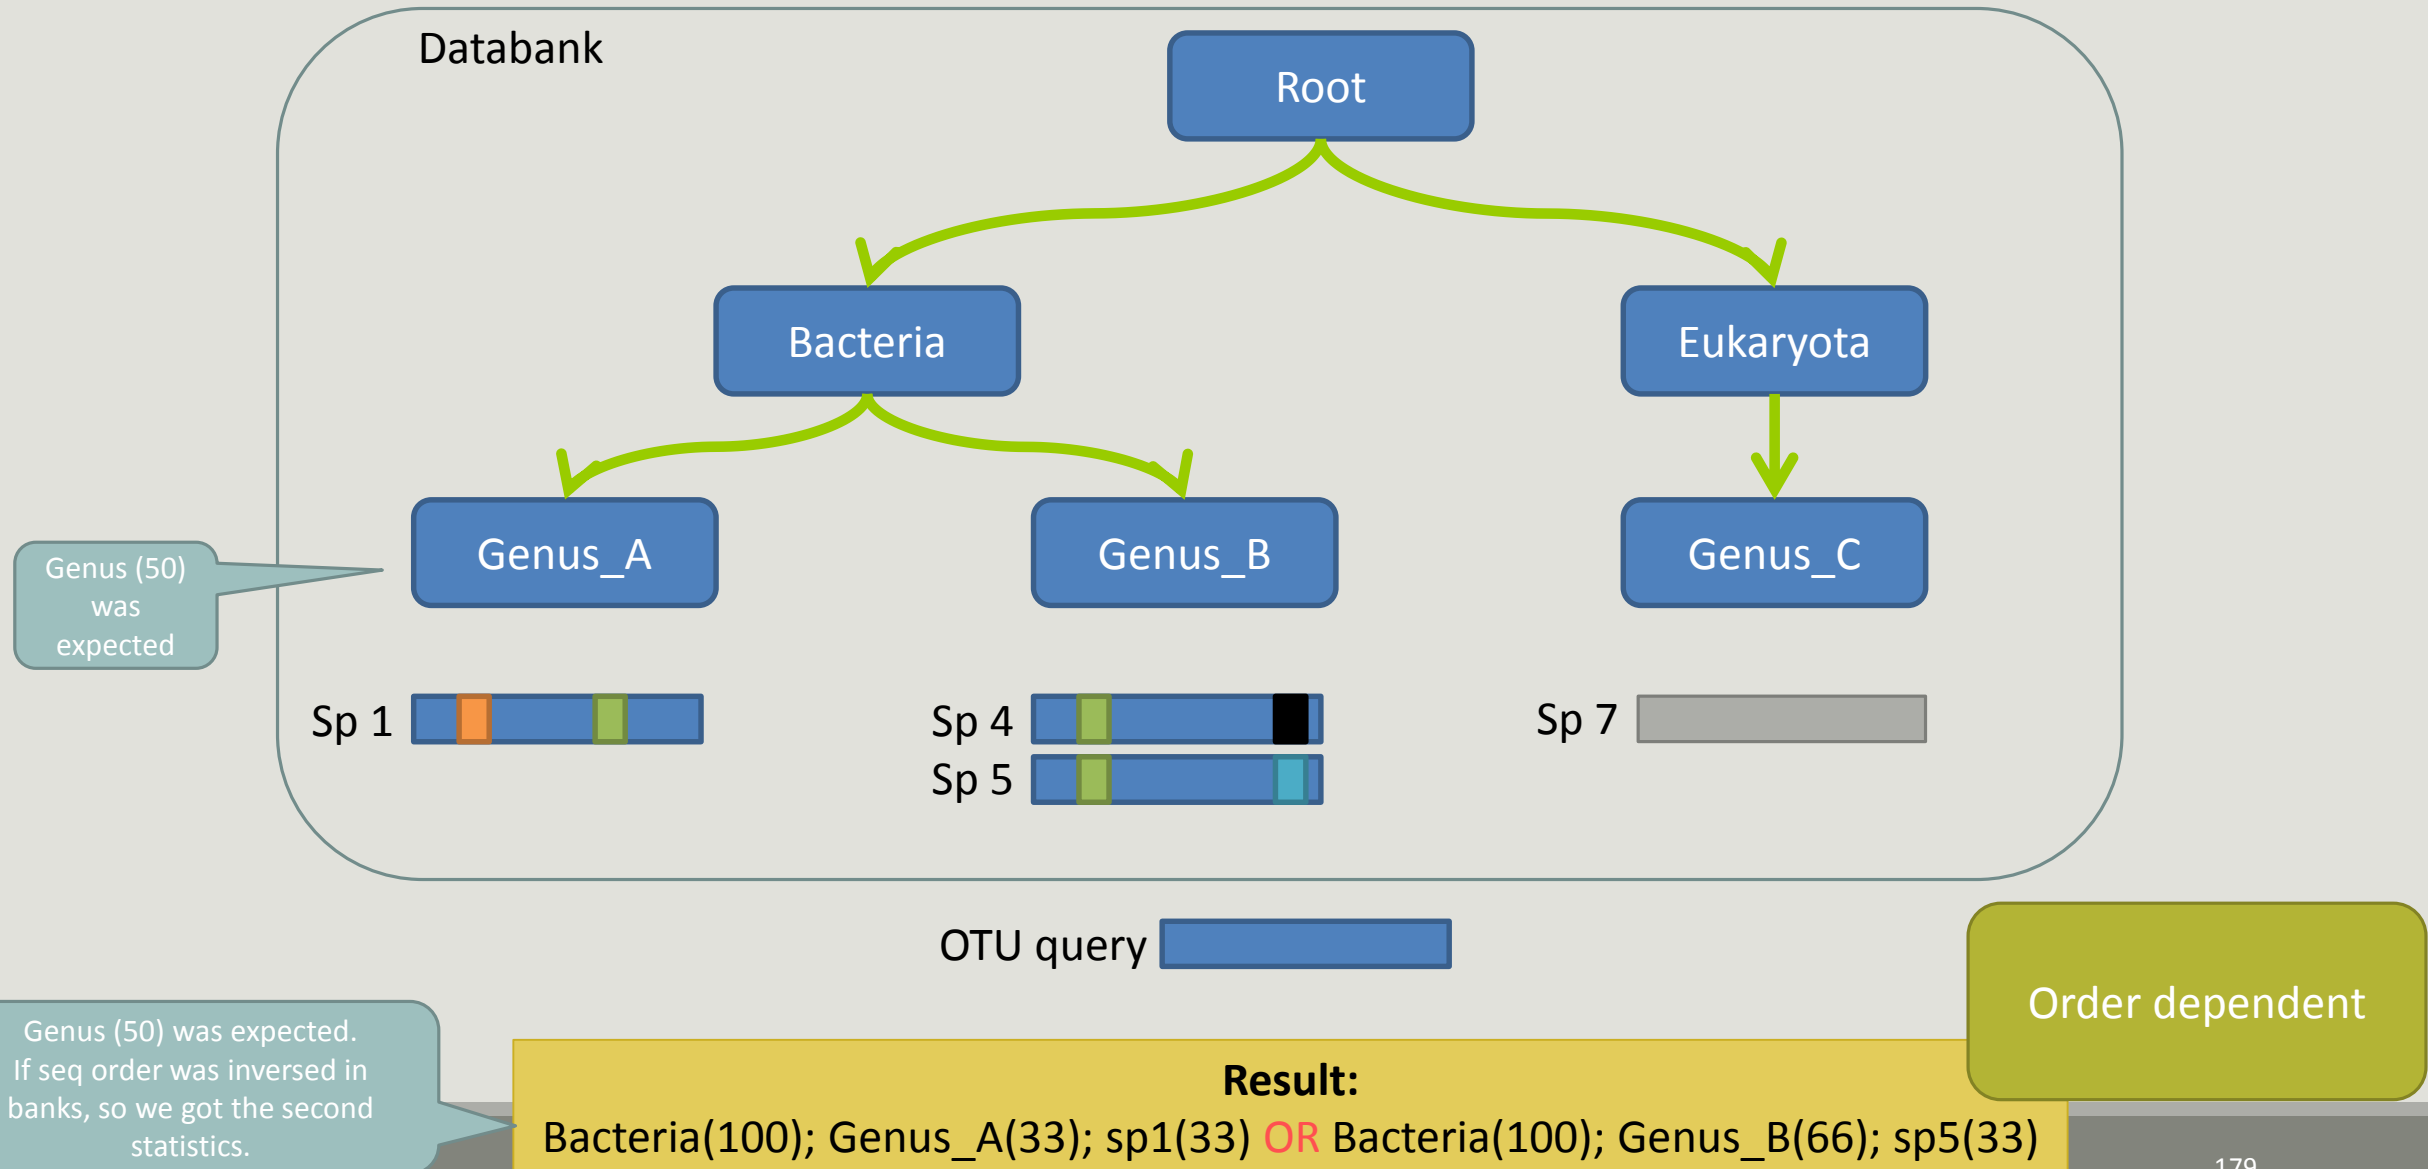 Databank
Root
Bacteria
Eukaryota
Genus_A
Genus_B
Genus_C
Genus (50)
was
expected
Sp 1
Sp 4
Sp 5
Sp 7
OTU query
Order dependent
Genus (50) was expected.
If seq order was inversed in
banks, so we got the second
statistics.
Result:
Bacteria(100); Genus_A(33); sp1(33) OR Bacteria(100); Genus_B(66); sp5(33)
179